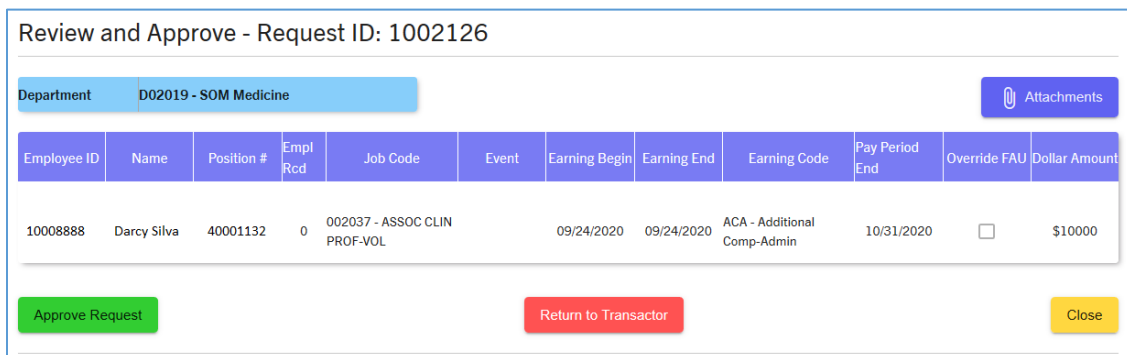 Review and Approve - Request ID: 1002126
Department D02019 - SOM Medicine
Attachments
Employee ID Name Position # Empl Rcd Job Code Event Earning Begin Earning End Earning Code Pay Period End Override FAU Dollar Amount
10008888 Darcy Silva 40001132 0 002037 - ASSOC CLIN PROF-VOL 09/24/2020 09/24/2020 ACA - Additional Comp-Admin 10/31/2020 $10000
Approve Request Return to Transactor Close